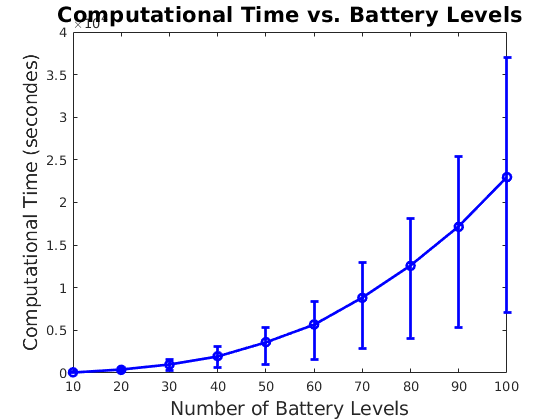 Computational Time vs. Battery Levels
×10
4
3.5
3
2.5
2
1.5
1
0.5
0
Computational Time (secondes)
10 20 30 40 50 60 70 80 90 100
Number of Battery Levels